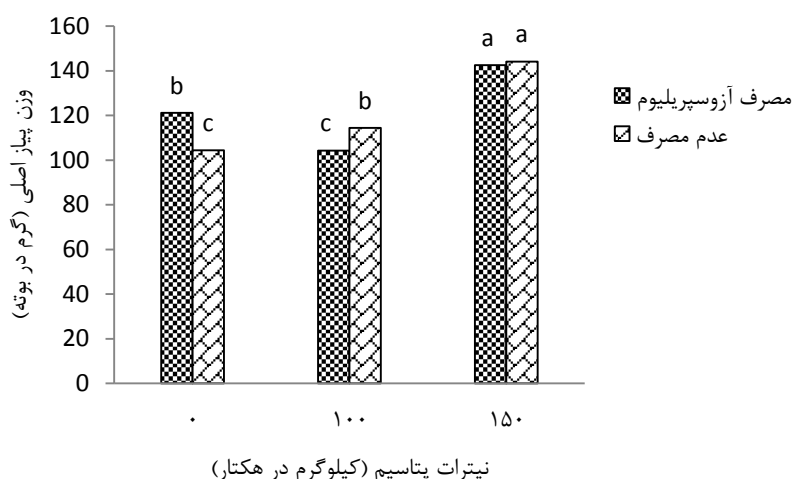 وزن پیاز اصلی (گرم در بوته)
160
140
120
100
80
60
40
20
0
b
c
c
b
a
a
۰
۱۰۰
۱۵۰
نیترات پتاسیم (کیلوگرم در هکتار)
مصرف آزوسپریلیوم
عدم مصرف